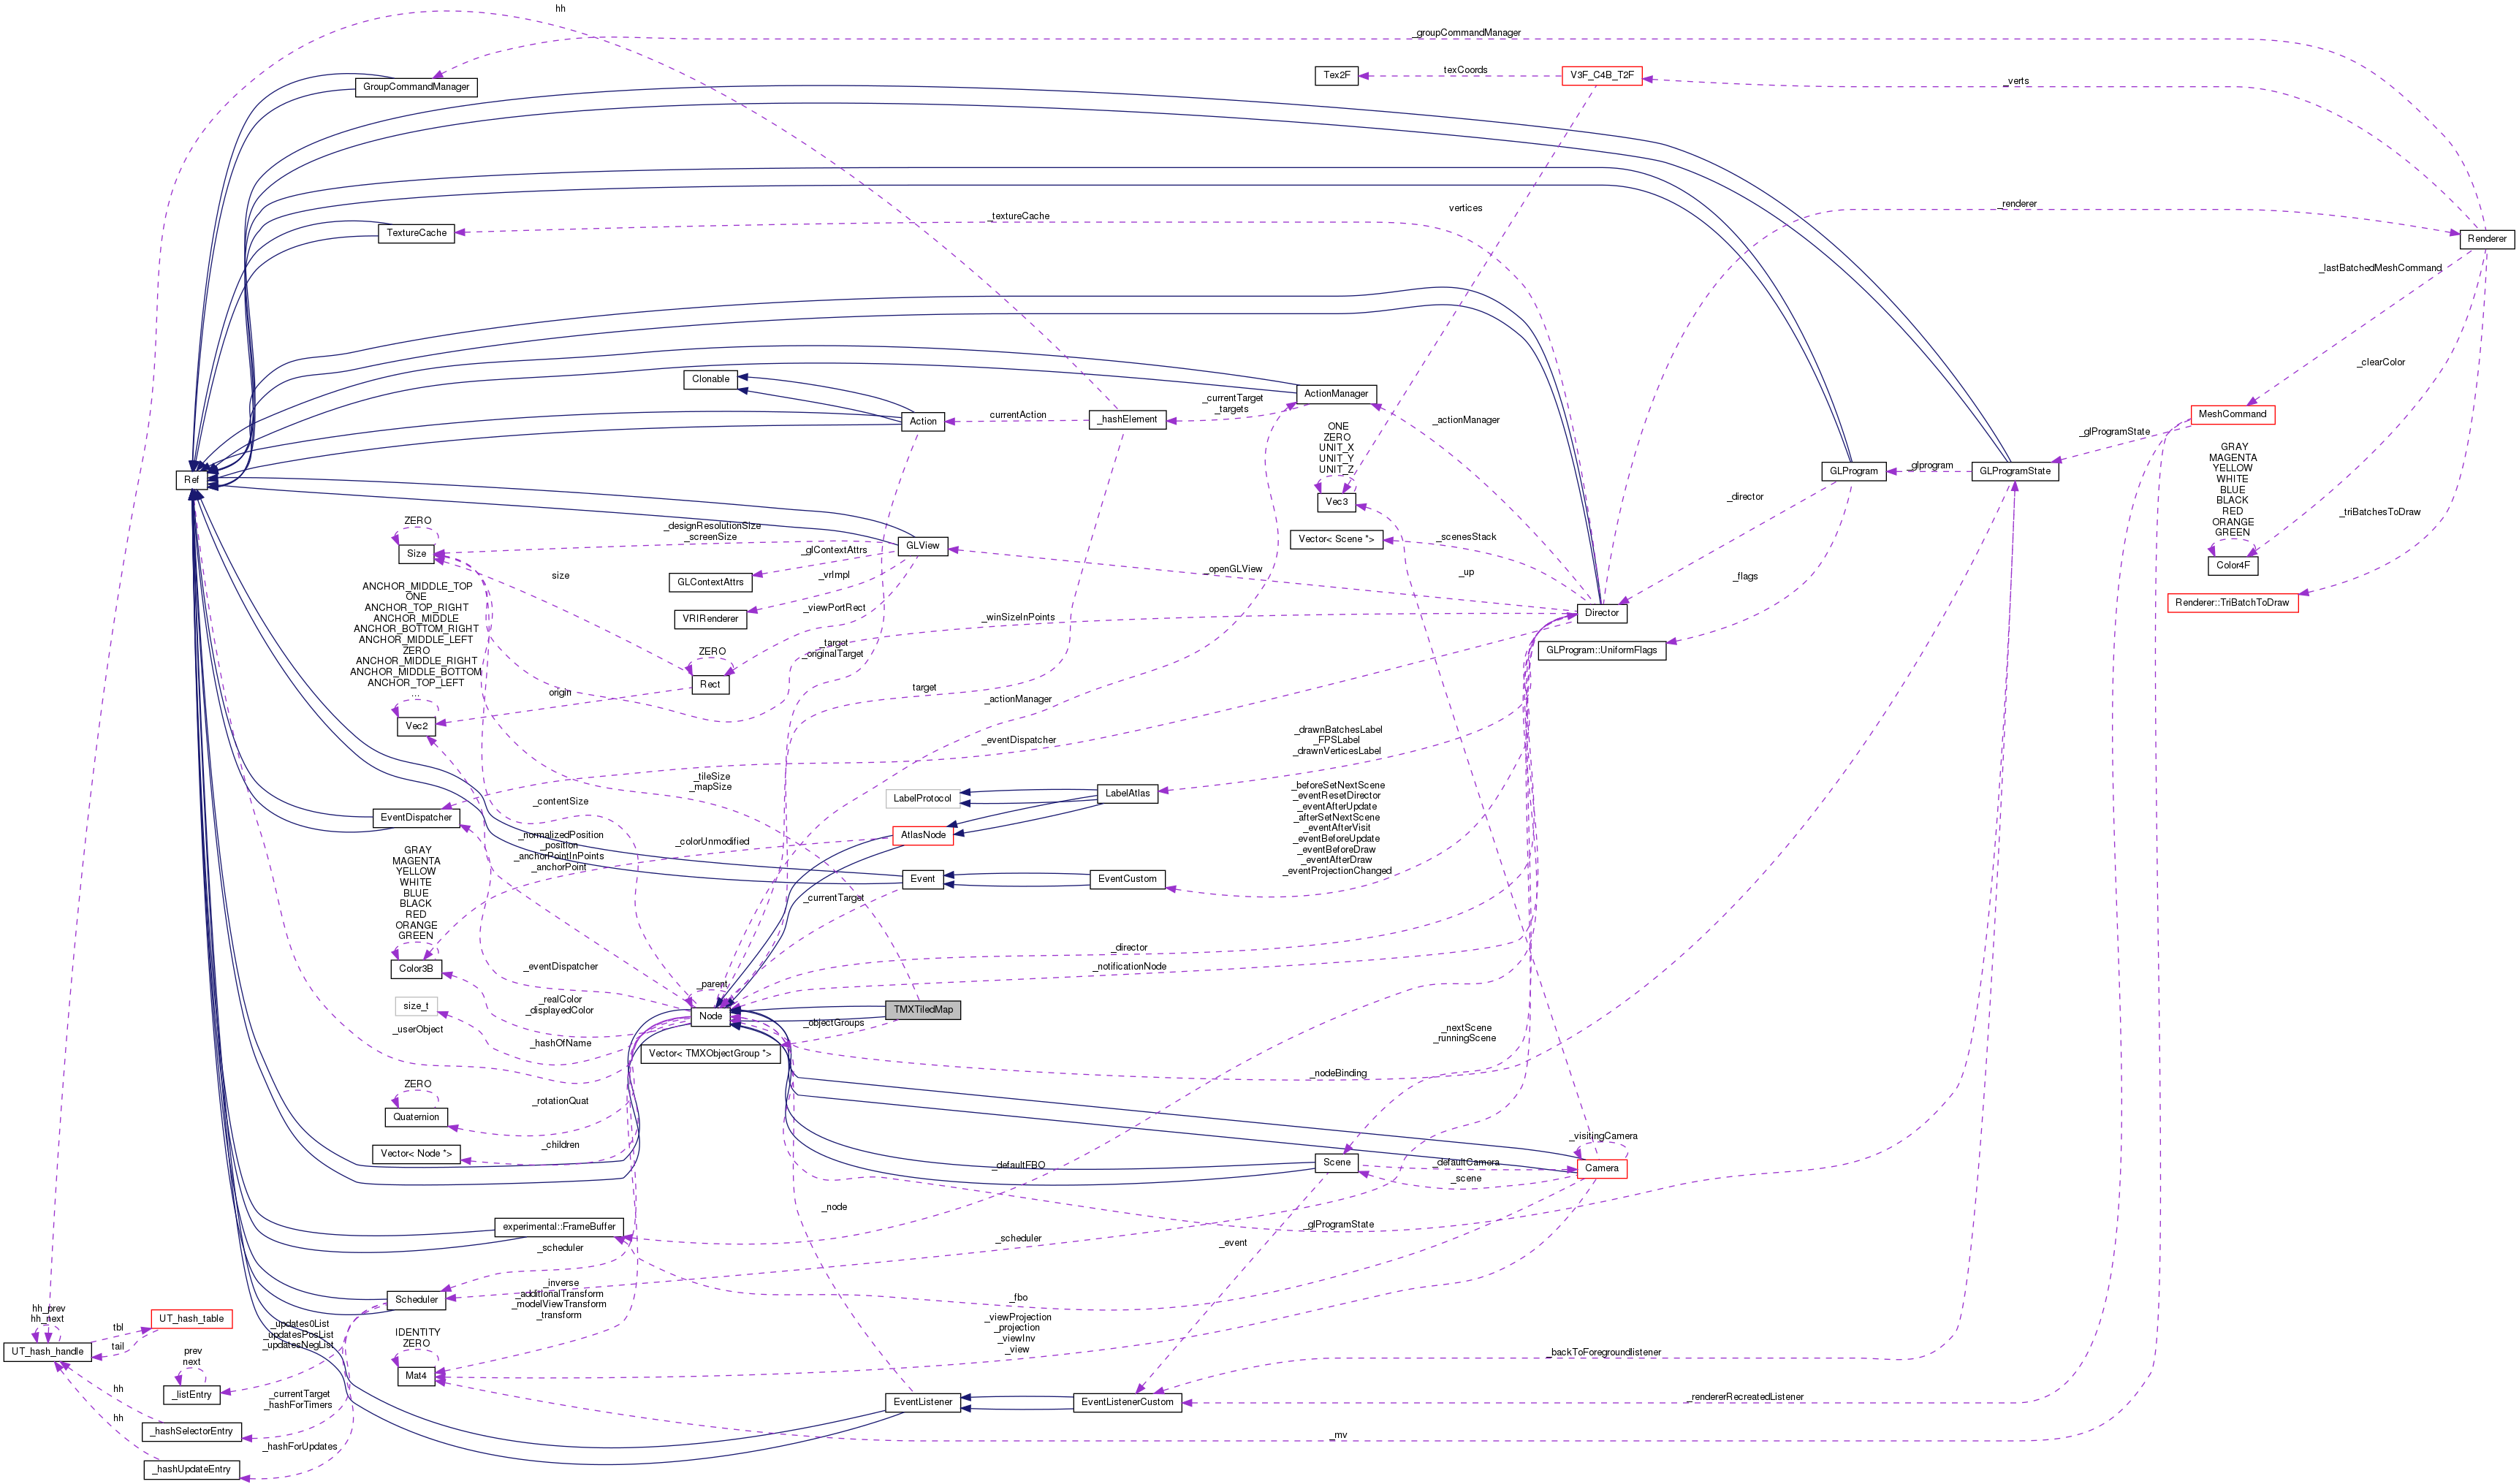 hh
_groupCommandManager
GroupCommandManager
Tex2F
texCoords
V3F_C4B_T2F
_verts
_textureCache
TextureCache
vertices
_renderer
Renderer
_lastBatchedMeshCommand
_clearColor
Clonable
ActionManager
_currentTarget
_targets
_hashElement
currentAction
Action
_actionManager
MeshCommand
_glProgramState
ONE
ZERO
UNIT_X
UNIT_Y
UNIT_Z
Vec3
GRAY
MAGENTA
YELLOW
WHITE
BLUE
BLACK
RED
ORANGE
GREEN
Color4F
Ref
GLProgram
_glprogram
GLProgramState
_director
_triBatchesToDraw
ZERO
Size
_designResolutionSize
_screenSize
GLView
_glContextAttrs
GLContextAttrs
_vrImpl
VRIRenderer
_viewPortRect
size
Vector< Scene *>
_scenesStack
_openGLView
_up
_flags
Renderer::TriBatchToDraw
Director
_winSizeInPoints
GLProgram::UniformFlags
ANCHOR_MIDDLE_TOP
ONE
ANCHOR_TOP_RIGHT
ANCHOR_MIDDLE
ANCHOR_BOTTOM_RIGHT
ANCHOR_MIDDLE_LEFT
ZERO
ANCHOR_MIDDLE_RIGHT
ANCHOR_MIDDLE_BOTTOM
ANCHOR_TOP_LEFT
...
Vec2
ZERO
Rect
origin
_target
_originalTarget
target
_actionManager
_eventDispatcher
_drawnBatchesLabel
_FPSLabel
_drawnVerticesLabel
_tileSize
_mapSize
LabelProtocol
LabelAtlas
_contentSize
EventDispatcher
AtlasNode
_colorUnmodified
_normalizedPosition
_position
_anchorPointInPoints
_anchorPoint
_beforeSetNextScene
_eventResetDirector
_eventAfterUpdate
_afterSetNextScene
_eventAfterVisit
_eventBeforeUpdate
_eventBeforeDraw
_eventAfterDraw
_eventProjectionChanged
Event
EventCustom
_currentTarget
GRAY
MAGENTA
YELLOW
WHITE
BLUE
BLACK
RED
ORANGE
GREEN
Color3B
_director
_notificationNode
_eventDispatcher
_parent
size_t
_realColor
_displayedColor
Node
TMXTiledMap
_objectGroups
_userObject
_hashOfName
Vector< TMXObjectGroup *>
_nextScene
_runningScene
_nodeBinding
ZERO
Quaternion
_rotationQuat
Vector< Node *>
_children
_visitingCamera
Scene
_defaultCamera
Camera
_scene
_defaultFBO
_node
experimental::FrameBuffer
_glProgramState
_scheduler
_scheduler
_event
_inverse
_additionalTransform
_modelViewTransform
_transform
_fbo
Scheduler
hh_prev
hh_next
UT_hash_handle
tbl
tail
UT_hash_table
_updates0List
_updatesPosList
_updatesNegList
_viewProjection
_projection
_viewInv
_view
IDENTITY
ZERO
Mat4
_backToForegroundlistener
prev
next
_listEntry
hh
_currentTarget
_hashForTimers
EventListener
EventListenerCustom
_rendererRecreatedListener
_hashSelectorEntry
hh
_hashForUpdates
_mv
_hashUpdateEntry